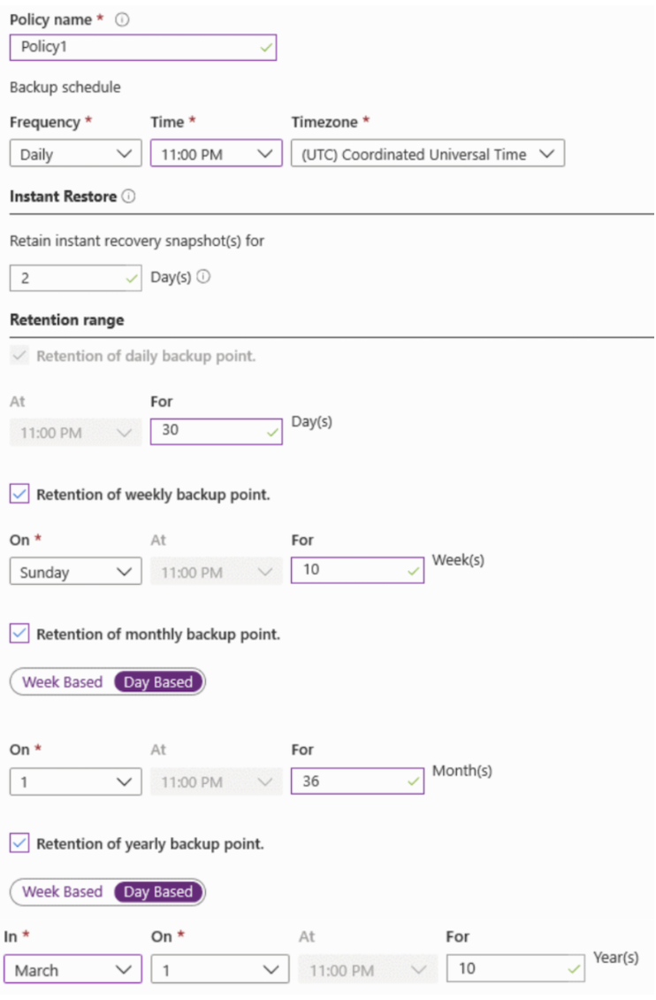 Policy name *
Policy1
Backup schedule
Frequency * Time * Timezone *
Daily 11:00 PM (UTC) Coordinated Universal Time
Instant Restore
Retain instant recovery snapshot(s) for
2 Day(s)
Retention range
Retention of daily backup point.
At For
11:00 PM 30 Day(s)
Retention of weekly backup point.
On * At For
Sunday 11:00 PM 10 Week(s)
Retention of monthly backup point.
Week Based Day Based
On * At For
1 11:00 PM 36 Month(s)
Retention of yearly backup point.
Week Based Day Based
In * On * At For
March 1 11:00 PM 10 Year(s)